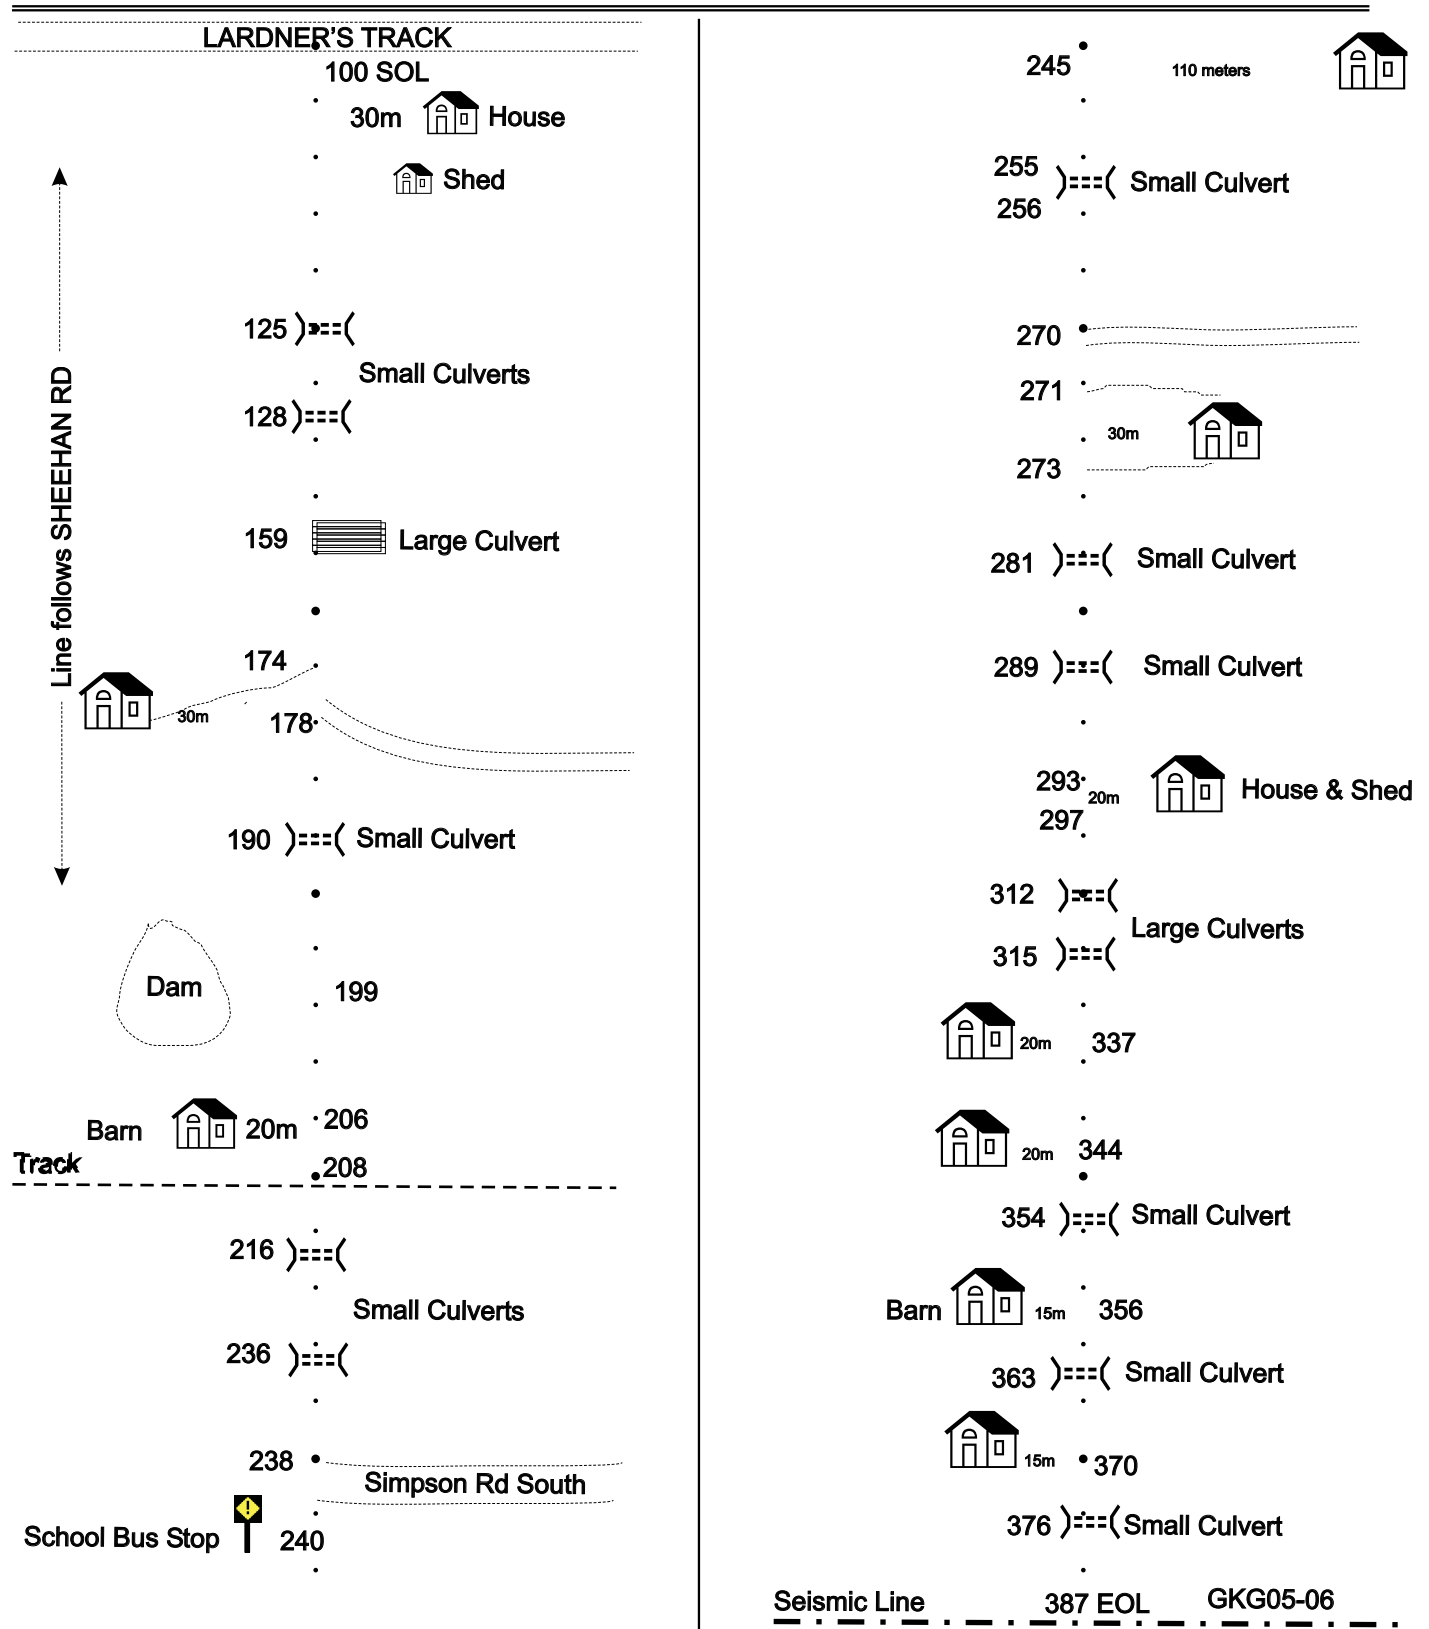 LARDNER'S TRACK
100 SOL
30m House
Shed
Line follows SHEEHAN RD
125
Small Culverts
128
159 Large Culvert
174
30m
178
190 Small Culvert
Dam
199
Barn 20m 206
Track
208
216
Small Culverts
236
238
Simpson Rd South
School Bus Stop ! 240
245 110 meters
255
Small Culvert
256
270
271
30m
273
281 Small Culvert
289 Small Culvert
293
20m House & Shed
297
312
Large Culverts
315
20m 337
20m 344
354 Small Culvert
Barn 15m 356
363 Small Culvert
15m 370
376 Small Culvert
Seismic Line 387 EOL GKG05-06